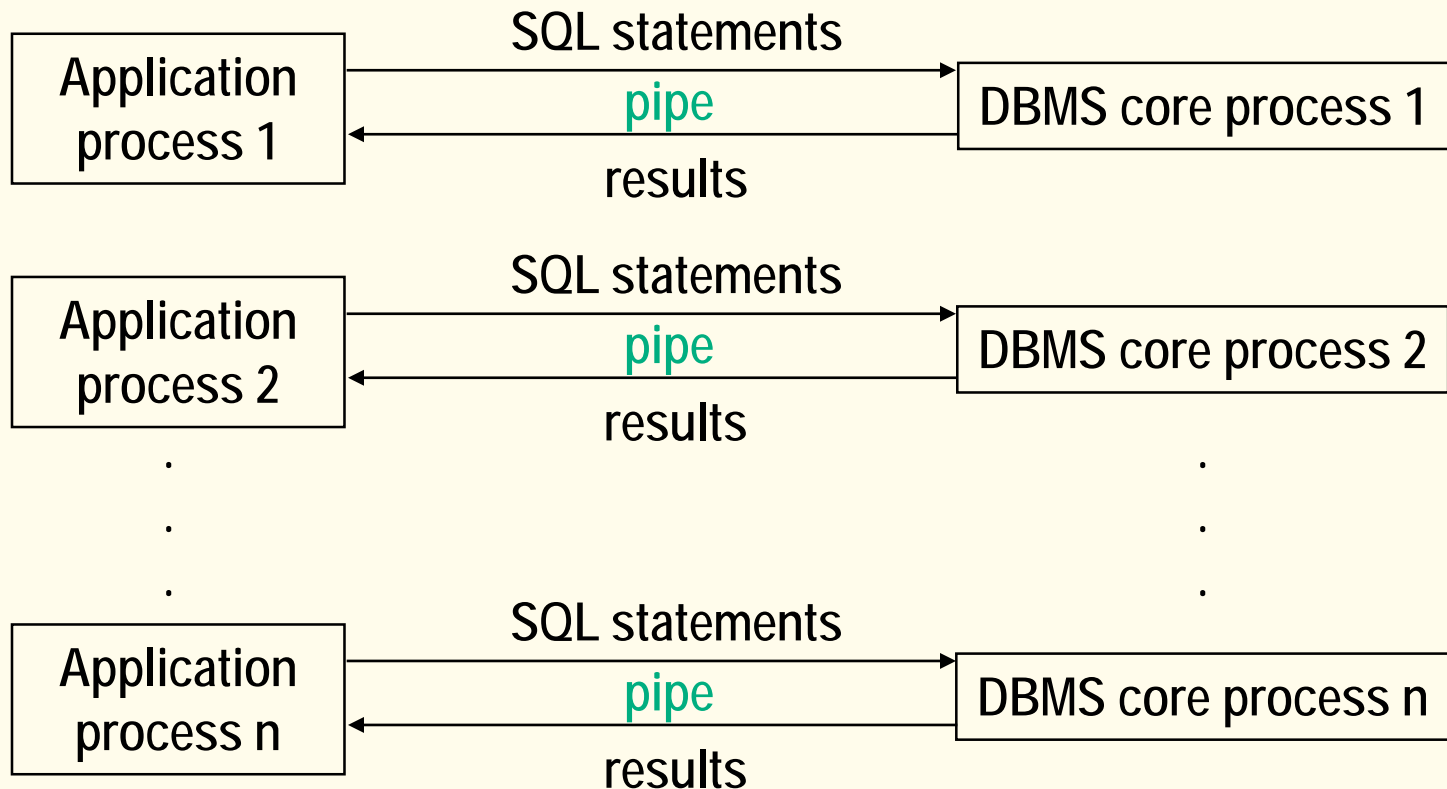 SQL statements
Application
process 1
pipe
DBMS core process 1
results
SQL statements
Application
process 2
pipe
DBMS core process 2
results
.
.
.
.
.
.
SQL statements
Application
process n
pipe
DBMS core process n
results